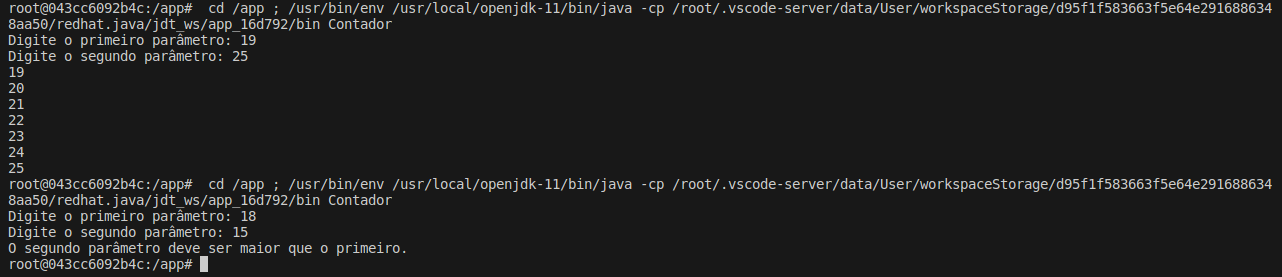 root@043cc6092b4c:/app#  cd /app ; /usr/bin/env /usr/local/openjdk-11/bin/java -cp /root/.vscode-server/data/User/workspaceStorage/d95f1f583663f5e64e291688634
8aa50/redhat.java/jdt_ws/app_16d792/bin Contador
Digite o primeiro parâmetro: 19
Digite o segundo parâmetro: 25
19
20
21
22
23
24
25
root@043cc6092b4c:/app#  cd /app ; /usr/bin/env /usr/local/openjdk-11/bin/java -cp /root/.vscode-server/data/User/workspaceStorage/d95f1f583663f5e64e291688634
8aa50/redhat.java/jdt_ws/app_16d792/bin Contador
Digite o primeiro parâmetro: 18
Digite o segundo parâmetro: 15
O segundo parâmetro deve ser maior que o primeiro.
root@043cc6092b4c:/app#